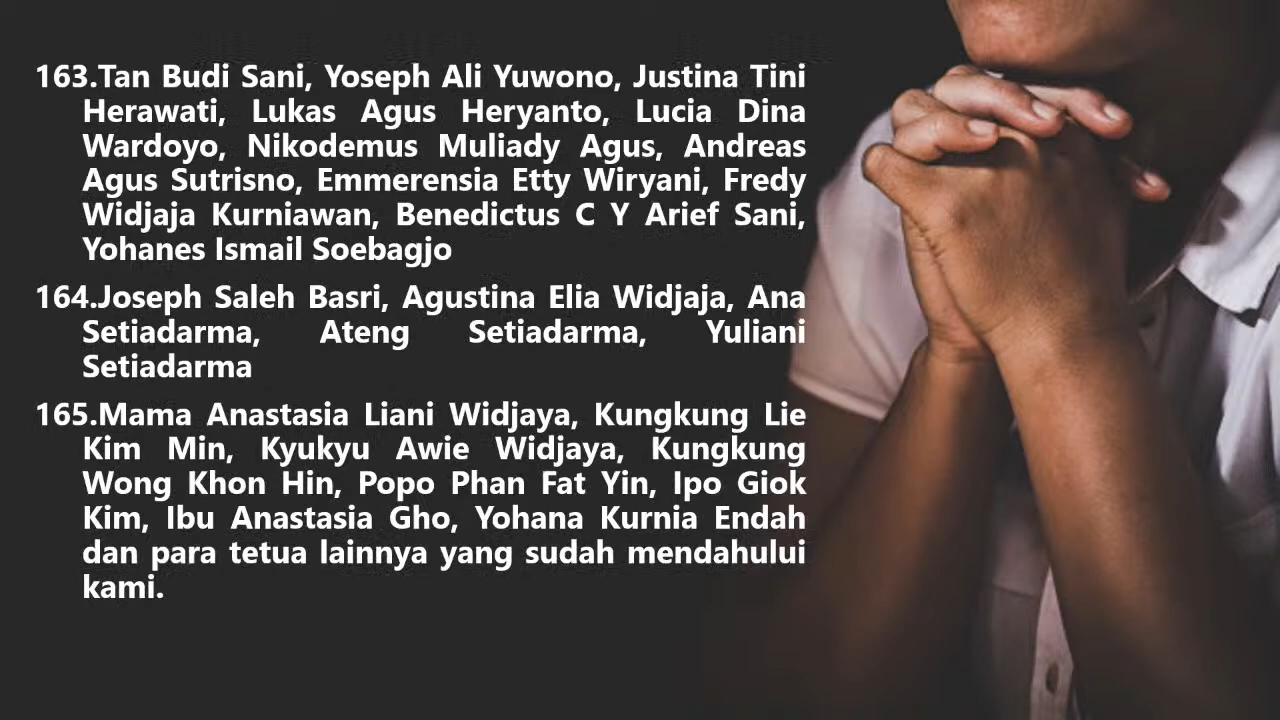 163.Tan Budi Sani, Yoseph Ali Yuwono, Justina Tini
Herawati, Lukas Agus Heryanto, Lucia Dina
Wardoyo, Nikodemus Muliady Agus, Andreas
Agus Sutrisno, Emmerensia Etty Wiryani, Fredy
Widjaja Kurniawan, Benedictus C Y Arief Sani,
Yohanes Ismail Soebagjo
164.Joseph Saleh Basri, Agustina Elia Widjaja, Ana
Setiadarma, Ateng Setiadarma, Yuliani
Setiadarma
165.Mama Anastasia Liani Widjaya, Kungkung Lie
Kim Min, Kyukyu Awie Widjaya, Kungkung
Wong Khon Hin, Popo Phan Fat Yin, Ipo Giok
Kim, Ibu Anastasia Gho, Yohana Kurnia Endah
dan para tetua lainnya yang sudah mendahului
kami.